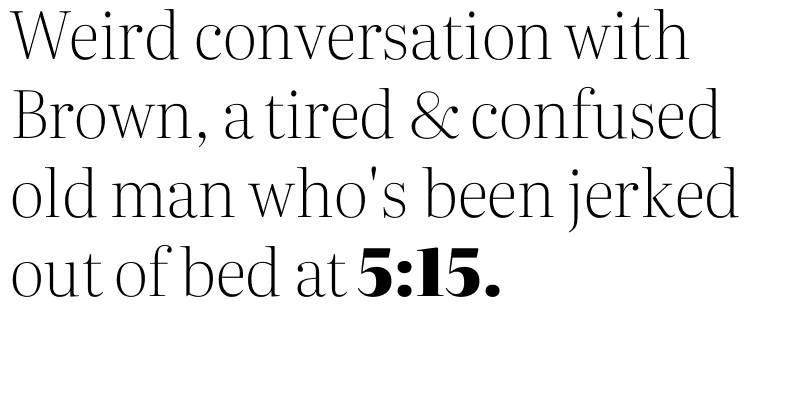 Weird conversation with
Brown, a tired & confused
old man who's been jerked
out of bed at 5:15.